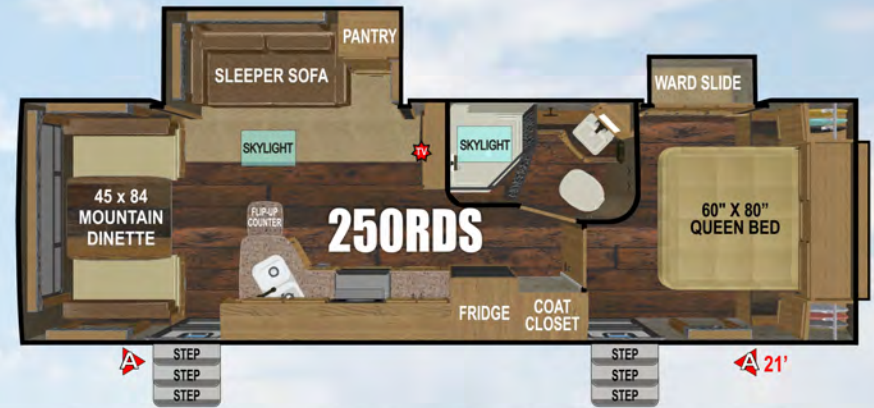 PANTRY
SLEEPER SOFA
WARD SLIDE
SKYLIGHT
TV
SKYLIGHT
45 x 84
MOUNTAIN
DINETTE
FLIP-UP
COUNTER
250RDS
60" X 80”
QUEEN BED
FRIDGE
COAT
CLOSET
A
STEP
STEP
STEP
STEP
STEP
STEP
A 21'